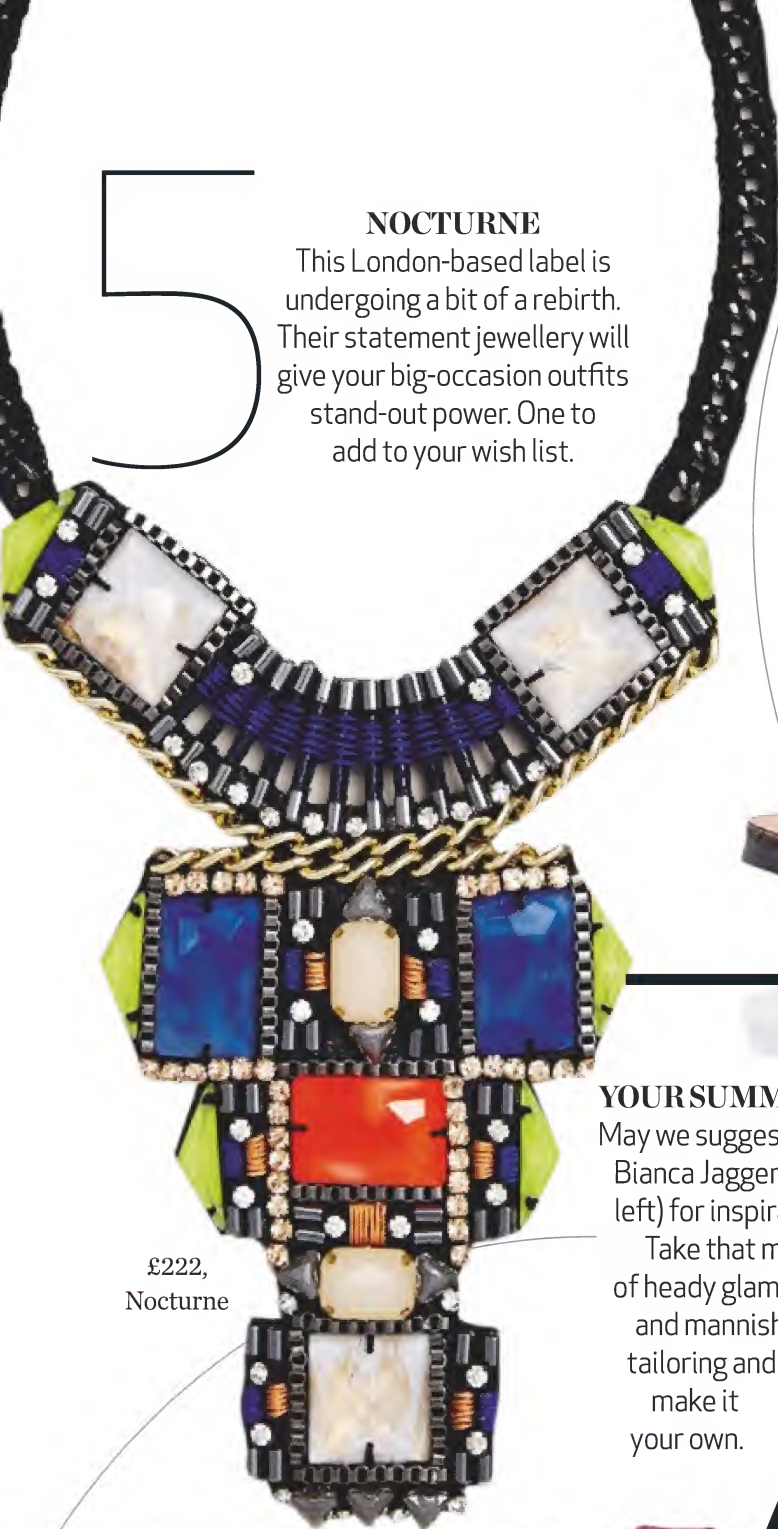 5
NOCTURNE
This London-based label is
undergoing a bit of a rebirth.
Their statement jewellery will
give your big-occasion outfits
stand-out power. One to
add to your wish list.
£222,
Nocturne
YOUR SUMM
May we sugges
Bianca Jagger
left) for inspir
Take that m
of heady glam
and mannish
tailoring and
make it
your own.